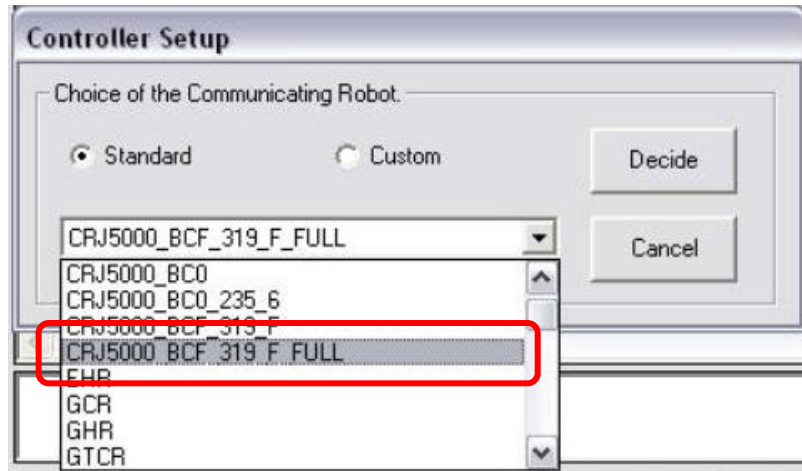 Controller Setup
Choice of the Communicating Robot.
Standard
Custom
Decide
CRJ5000_BCF_319_F_FULL
Cancel
CRJ5000_BC0
CRJ5000_BC0_235_6
CRJ5000_BCF_319_F
CRJ5000_BCF_319_F_FULL
EHR
GCR
GHR
GTCR